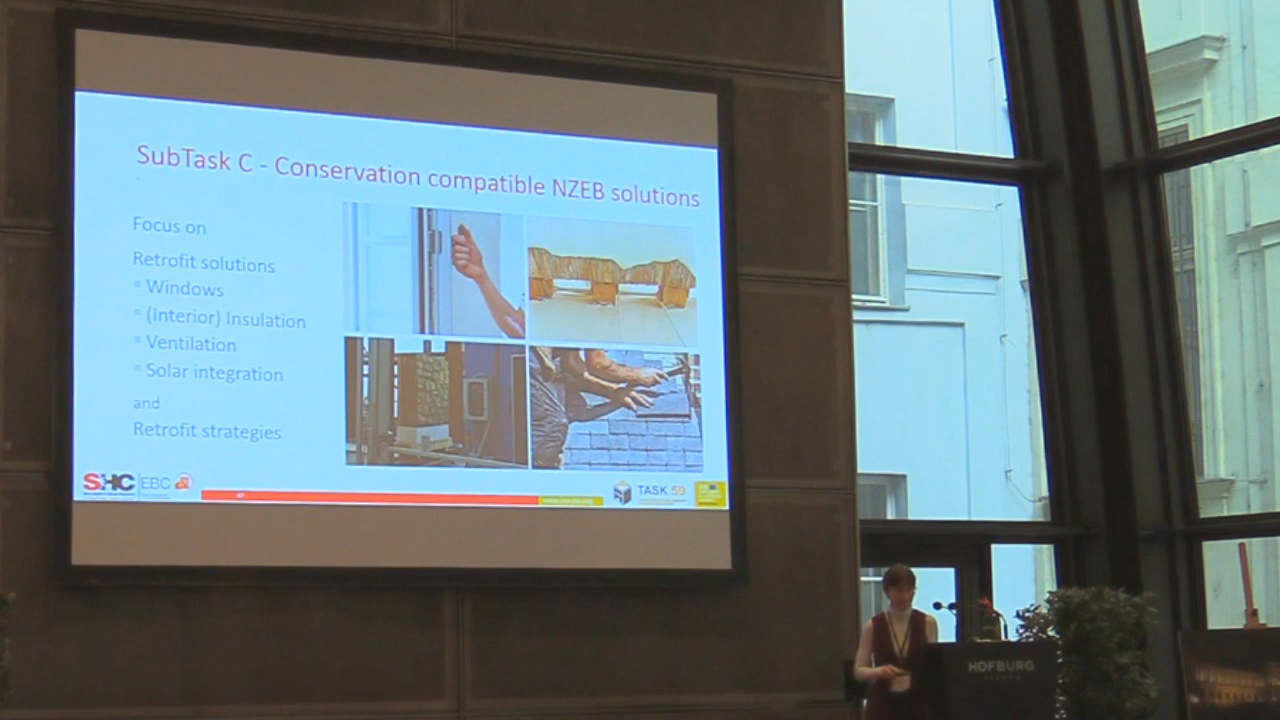 SubTask C - Conservation compatible NZEB solutions
Focus on
Retrofit solutions
Windows
(Interior) Insulation
Ventilation
Solar integration
and
Retrofit strategies
SHC EBC
TASK 59
HOFBURG